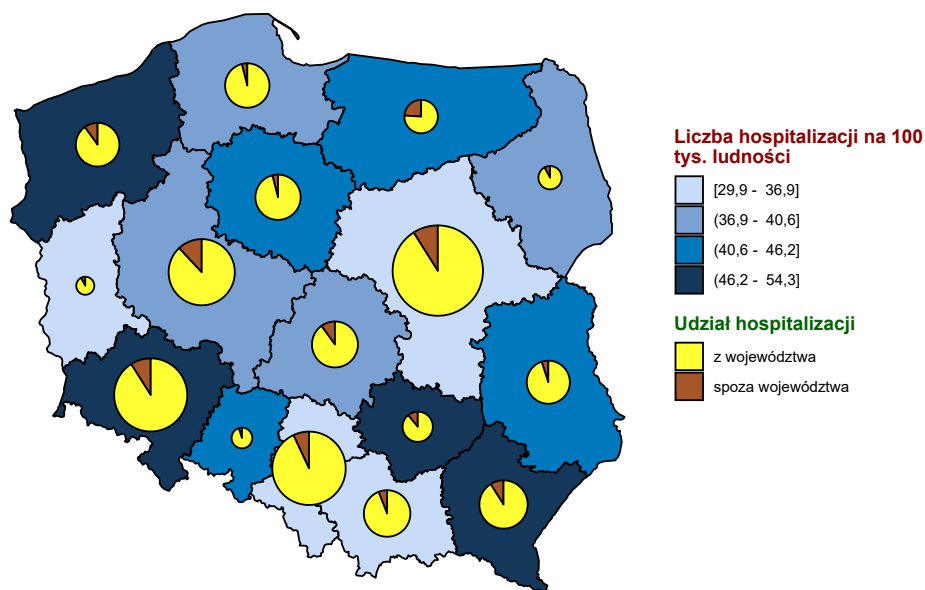 Liczba hospitalizacji na 100
tys. ludności
[29,9 - 36,9]
(36,9 - 40,6]
(40,6 - 46,2]
(46,2 - 54,3]
Udział hospitalizacji
z województwa
spoza województwa